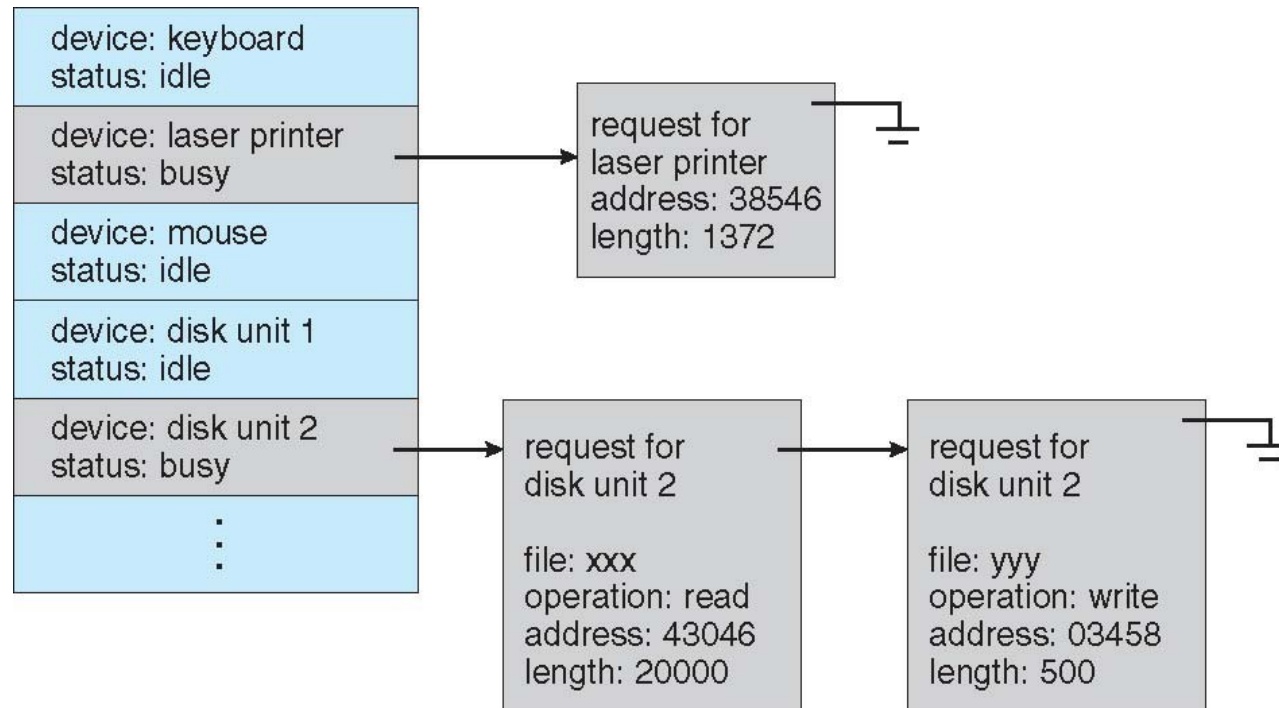 device: keyboard
status: idle
device: laser printer
status: busy
device: mouse
status: idle
device: disk unit 1
status: idle
device: disk unit 2
status: busy
request for
laser printer
address: 38546
length: 1372
request for
disk unit 2
file: xxx
operation: read
address: 43046
length: 20000
request for
disk unit 2
file: yyy
operation: write
address: 03458
length: 500